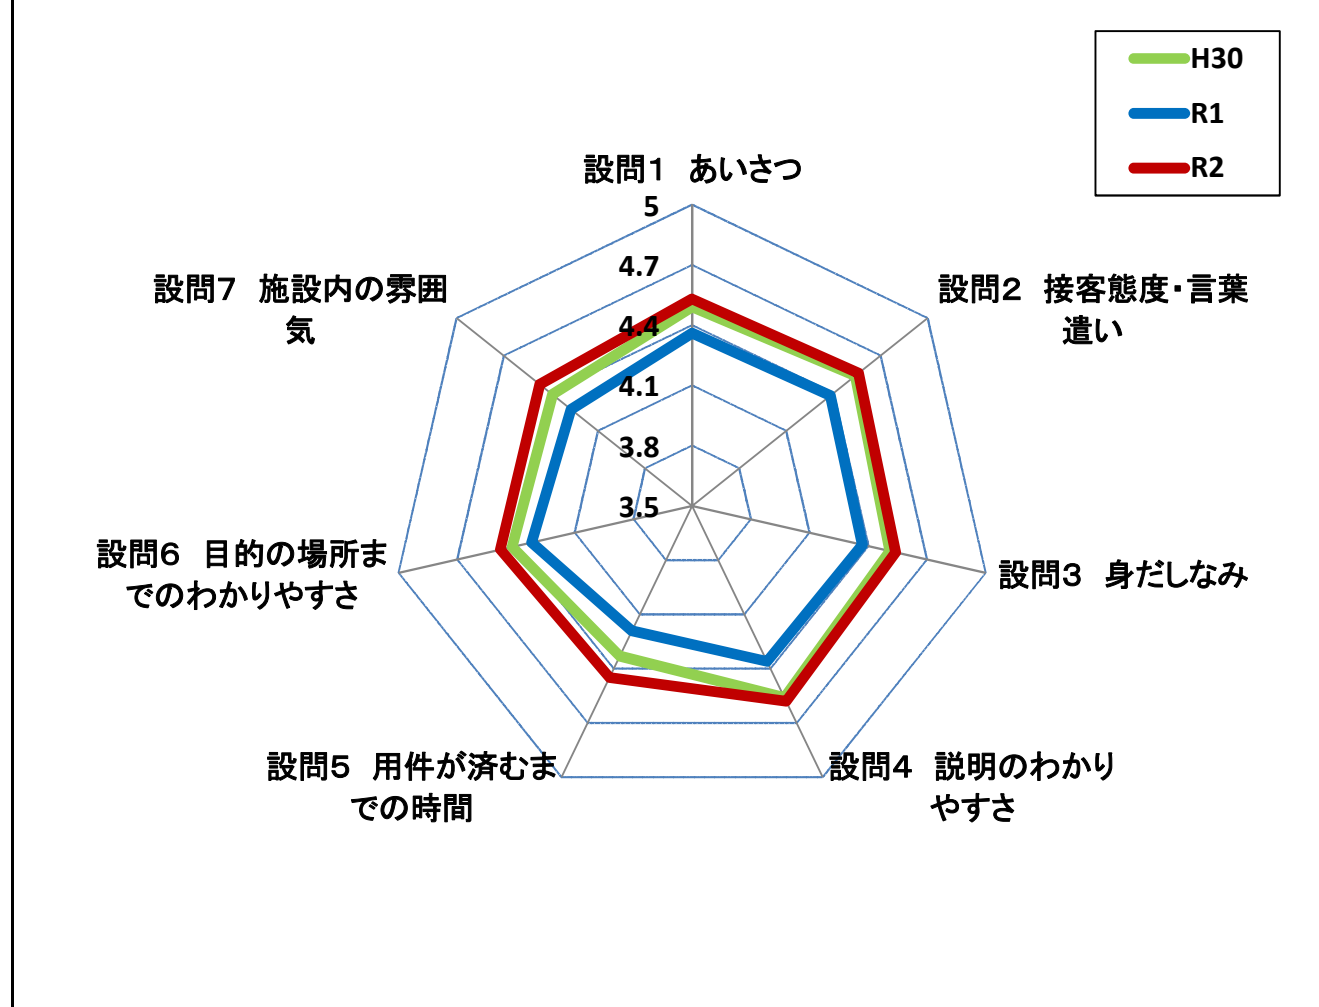 H30
R1
R2
設問1　あいさつ
5
4.7
4.4
4.1
3.8
3.5
設問2　接客態度・言葉
遣い
設問3　身だしなみ
設問4　説明のわかり
やすさ
設問5　用件が済むま
での時間
設問6　目的の場所ま
でのわかりやすさ
設問7　施設内の雰囲
気